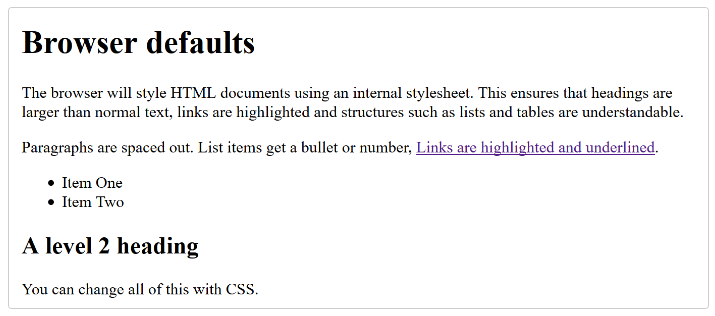 Browser defaults
The browser will style HTML documents using an internal stylesheet. This ensures that headings are
larger than normal text, links are highlighted and structures such as lists and tables are understandable.
Paragraphs are spaced out. List items get a bullet or number, Links are highlighted and underlined.
• Item One
• Item Two
A level 2 heading
You can change all of this with CSS.